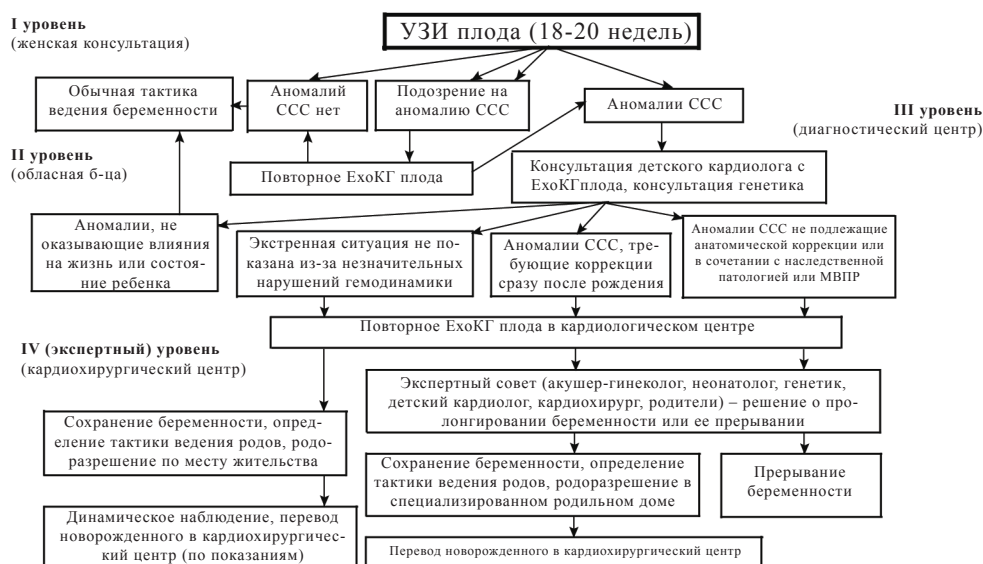 I уровень
(женская консультация)
УЗИ плода (18-20 недель)
Обычная тактика
ведения беременности
Аномалий
ССС нет
Подозрение на
аномалию ССС
Аномалии ССС
III уровень
(диагностический центр)
II уровень
(обласная б-ца)
Повторное ЕхоКГ плода
Консультация детского кардиолога с
ЕхоКГплода, консультация генетика
Аномалии, не
оказывающие влияния
на жизнь или состоя-
ние ребенка
Экстренная ситуация не по-
казана из-за незначительных
нарушений гемодинамики
Аномалии ССС, тре-
бующие коррекции
сразу после рождения
Аномалии ССС не подлежащие
анатомической коррекции или
в сочетании с наследственной
патологией или МВПР
Повторное ЕхоКГ плода в кардиологическом центре
IV (экспертный) уровень
(кардиохирургический центр)
Экспертный совет (акушер-гинеколог, неонатолог, генетик,
детский кардиолог, кардиохирург, родители) – решение о про-
лонгировании беременности или ее прерывании
Сохранение беременности, опред-
еление тактики ведения родов, родо-
разрешение по месту жительства
Сохранение беременности, определение
тактики ведения родов, родоразрешение в
специализированном родильном доме
Прерывание
беременности
Динамическое наблюдение, перевод
новорожденного в кардиохирургичес-
кий центр (по показаниям)
Перевод новорожденного в кардиохирургический центр